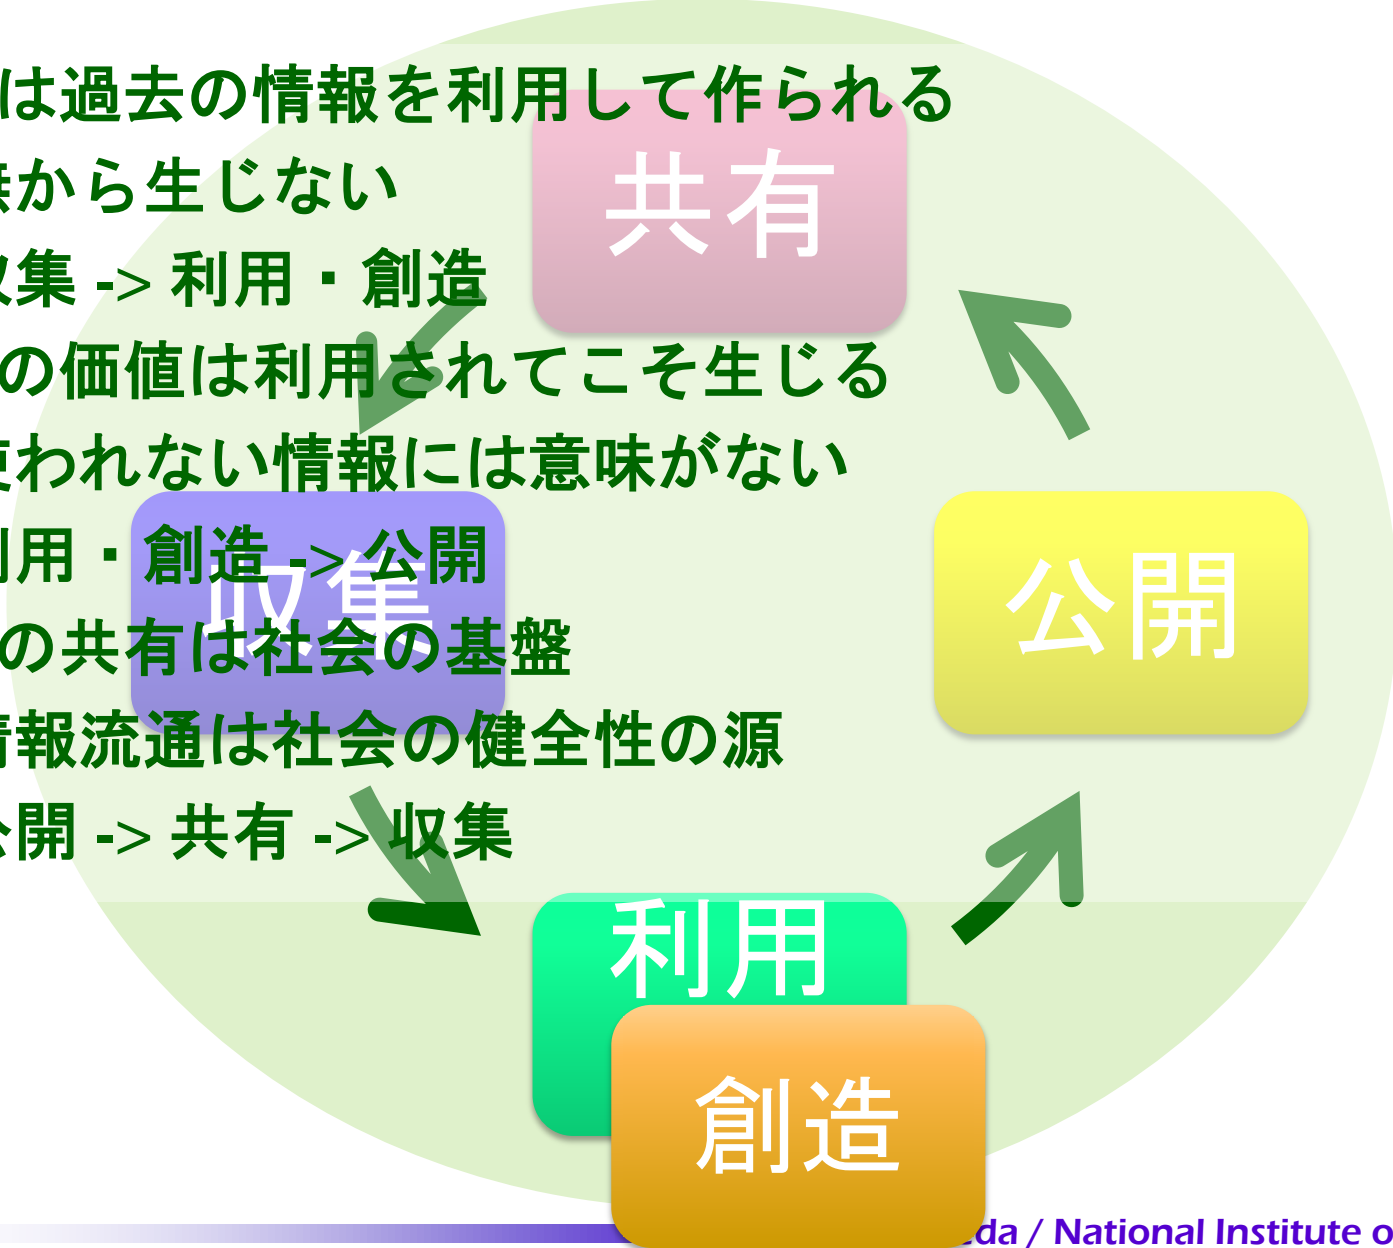 は過去の情報を利用して作られる
無から生じない
収集 -> 利用・創造
の価値は利用されてこそ生じる
使われない情報には意味がない
利用・創造 -> 公開
の共有は社会の基盤
情報流通は社会の健全性の源
公開 -> 共有 -> 収集
共有
収集
公開
利用
創造
da / National Institute o